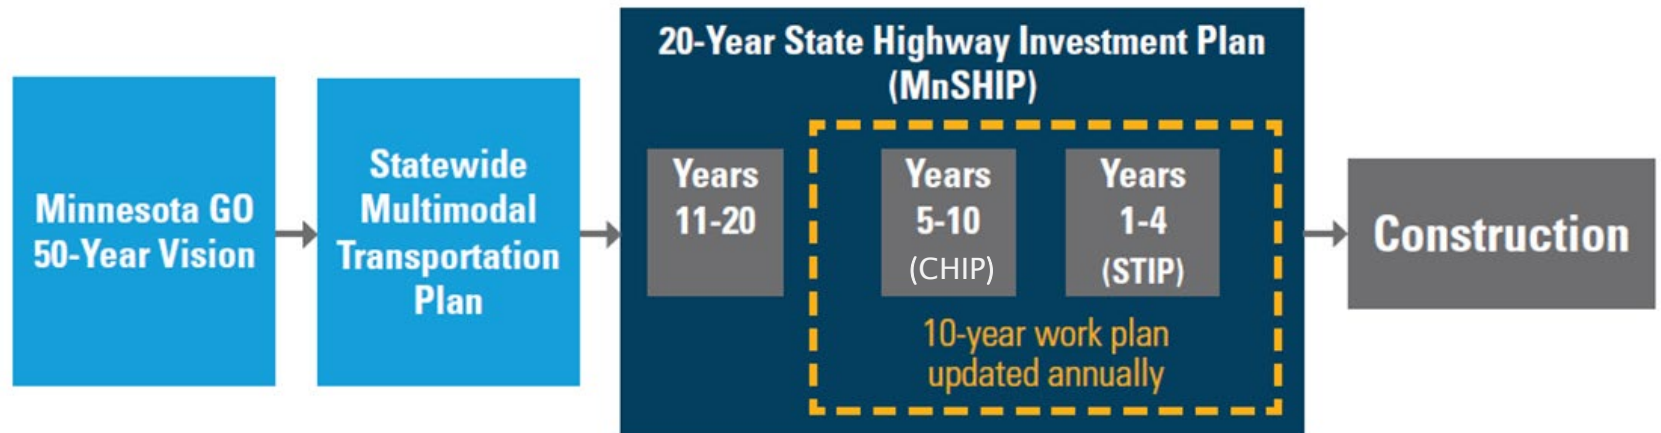 Minnesota GO
50-Year Vision
Statewide
Multimodal
Transportation
Plan
20-Year State Highway Investment Plan
(MnSHIP)
Years
11-20
Years
5-10
(CHIP)
Years
1-4
(STIP)
10-year work plan
updated annually
Construction